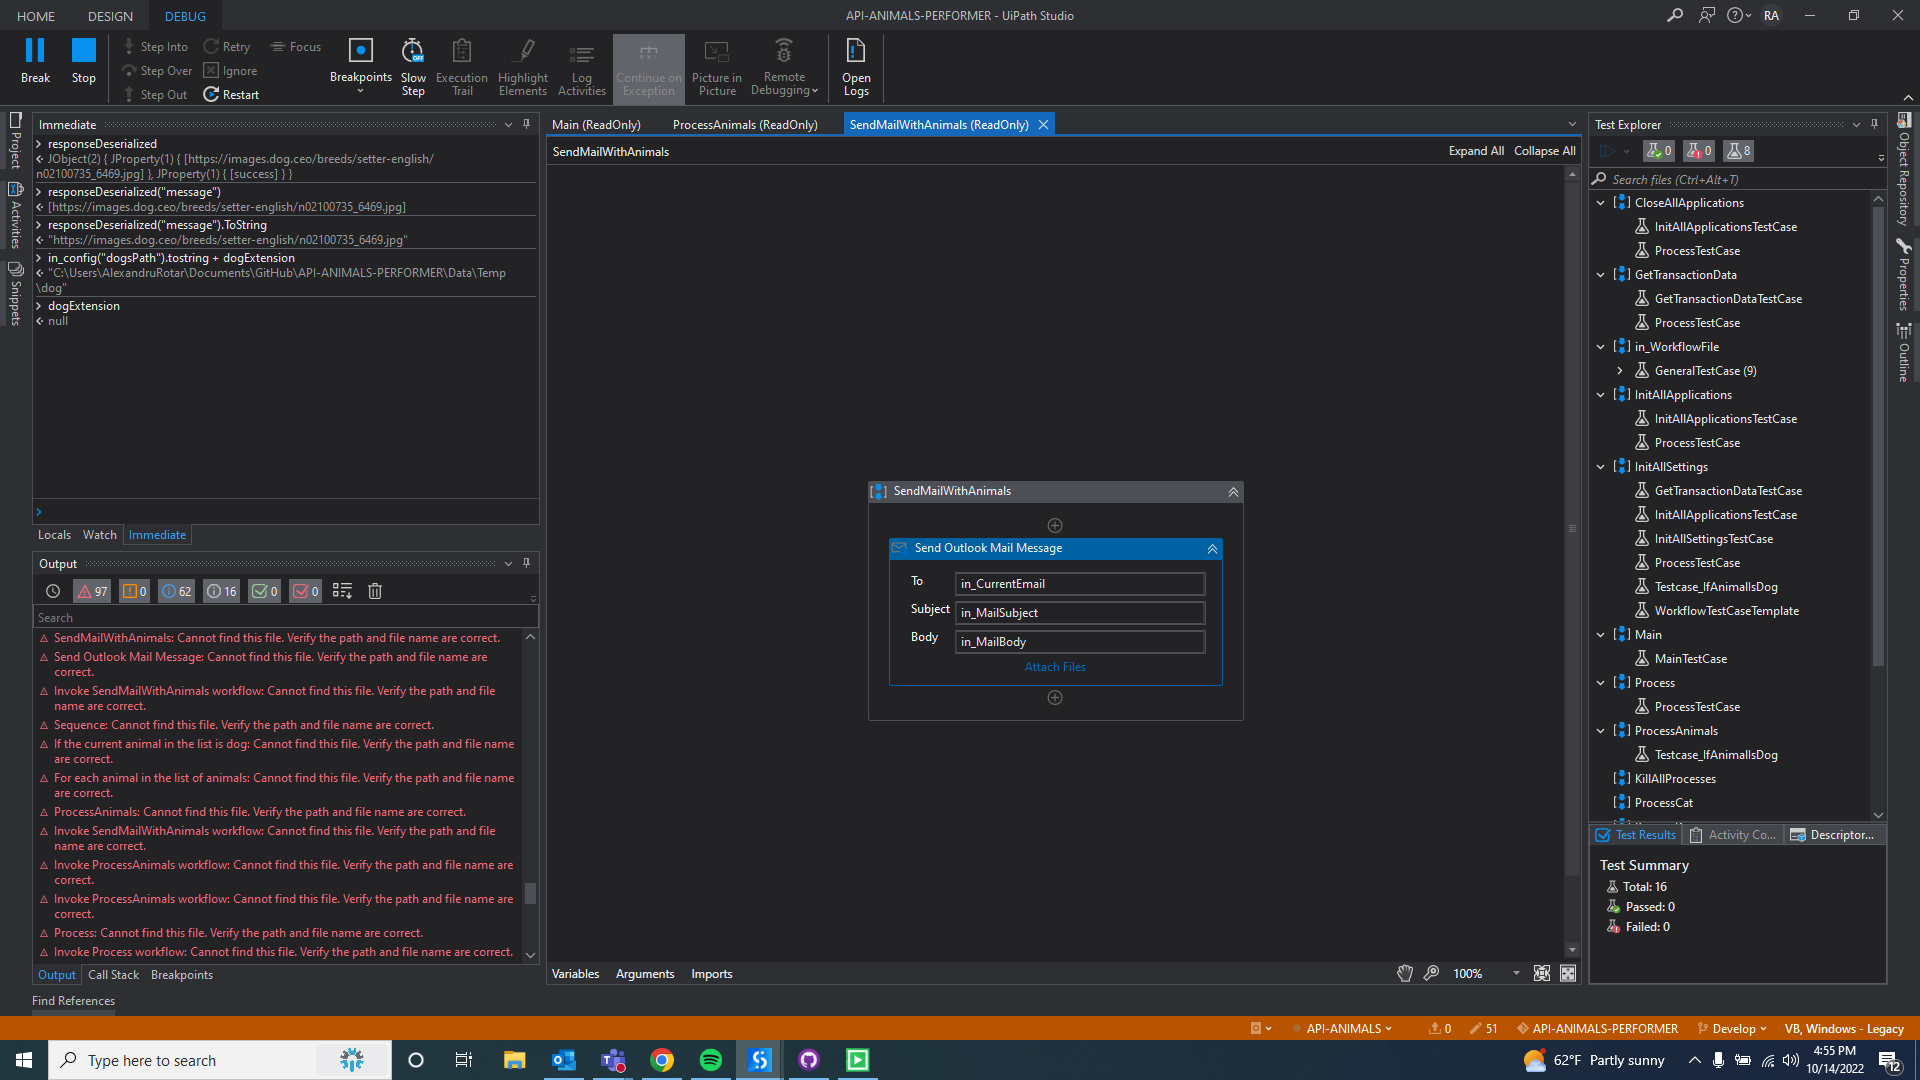 HOME
DESIGN
DEBUG
API-ANIMALS-PERFORMER - UiPath Studio
RA
Break
Stop
Step Into
Step Over
Step Out
Retry
Ignore
Restart
Focus
Breakpoints
Slow
Step
Execution
Trail
Highlight
Elements
Log
Activities
Continue on
Exception
Picture in
Picture
Remote
Debugging
Open
Logs
Project
Activities
Snippets
Immediate
responseDeserialized
JObject(2) { JProperty(1) { [https://images.dog.ceo/breeds/setter-english/
n02100735_6469.jpg] }, JProperty(1) { [success] } }
responseDeserialized("message")
[https://images.dog.ceo/breeds/setter-english/n02100735_6469.jpg]
responseDeserialized("message").ToString
"https://images.dog.ceo/breeds/setter-english/n02100735_6469.jpg"
in_config("dogsPath").tostring + dogExtension
"C:\Users\AlexandruRotar\Documents\GitHub\API-ANIMALS-PERFORMER\Data\Temp
\dog"
dogExtension
null
Locals
Watch
Immediate
Output
97
0
62
16
0
0
Search
SendMailWithAnimals: Cannot find this file. Verify the path and file name are correct.
Send Outlook Mail Message: Cannot find this file. Verify the path and file name are
correct.
Invoke SendMailWithAnimals workflow: Cannot find this file. Verify the path and file
name are correct.
Sequence: Cannot find this file. Verify the path and file name are correct.
If the current animal in the list is dog: Cannot find this file. Verify the path and file name
are correct.
For each animal in the list of animals: Cannot find this file. Verify the path and file name
are correct.
ProcessAnimals: Cannot find this file. Verify the path and file name are correct.
Invoke SendMailWithAnimals workflow: Cannot find this file. Verify the path and file
name are correct.
Invoke ProcessAnimals workflow: Cannot find this file. Verify the path and file name are
correct.
Invoke ProcessAnimals workflow: Cannot find this file. Verify the path and file name are
correct.
Process: Cannot find this file. Verify the path and file name are correct.
Invoke Process workflow: Cannot find this file. Verify the path and file name are correct.
Output
Call Stack
Breakpoints
Find References
Main (ReadOnly)
ProcessAnimals (ReadOnly)
SendMailWithAnimals (ReadOnly)
SendMailWithAnimals
Expand All
Collapse All
SendMailWithAnimals
Send Outlook Mail Message
To
in_CurrentEmail
Subject
in_MailSubject
Body
in_MailBody
Attach Files
Variables
Arguments
Imports
100%
Test Explorer
0
0
8
Search files (Ctrl+Alt+T)
CloseAllApplications
InitAllApplicationsTestCase
ProcessTestCase
GetTransactionData
GetTransactionDataTestCase
ProcessTestCase
in_WorkflowFile
GeneralTestCase (9)
InitAllApplications
InitAllApplicationsTestCase
ProcessTestCase
InitAllSettings
GetTransactionDataTestCase
InitAllApplicationsTestCase
InitAllSettingsTestCase
ProcessTestCase
Testcase_IfAnimalIsDog
WorkflowTestCaseTemplate
Main
MainTestCase
Process
ProcessTestCase
ProcessAnimals
Testcase_IfAnimalIsDog
KillAllProcesses
ProcessCat
Test Results
Activity Co...
Descriptor...
Test Summary
Total: 16
Passed: 0
Failed: 0
Object Repository
Properties
Outline
API-ANIMALS
0
51
API-ANIMALS-PERFORMER
Develop
VB, Windows - Legacy
Type here to search
62°F Partly sunny
4:55 PM
10/14/2022
12